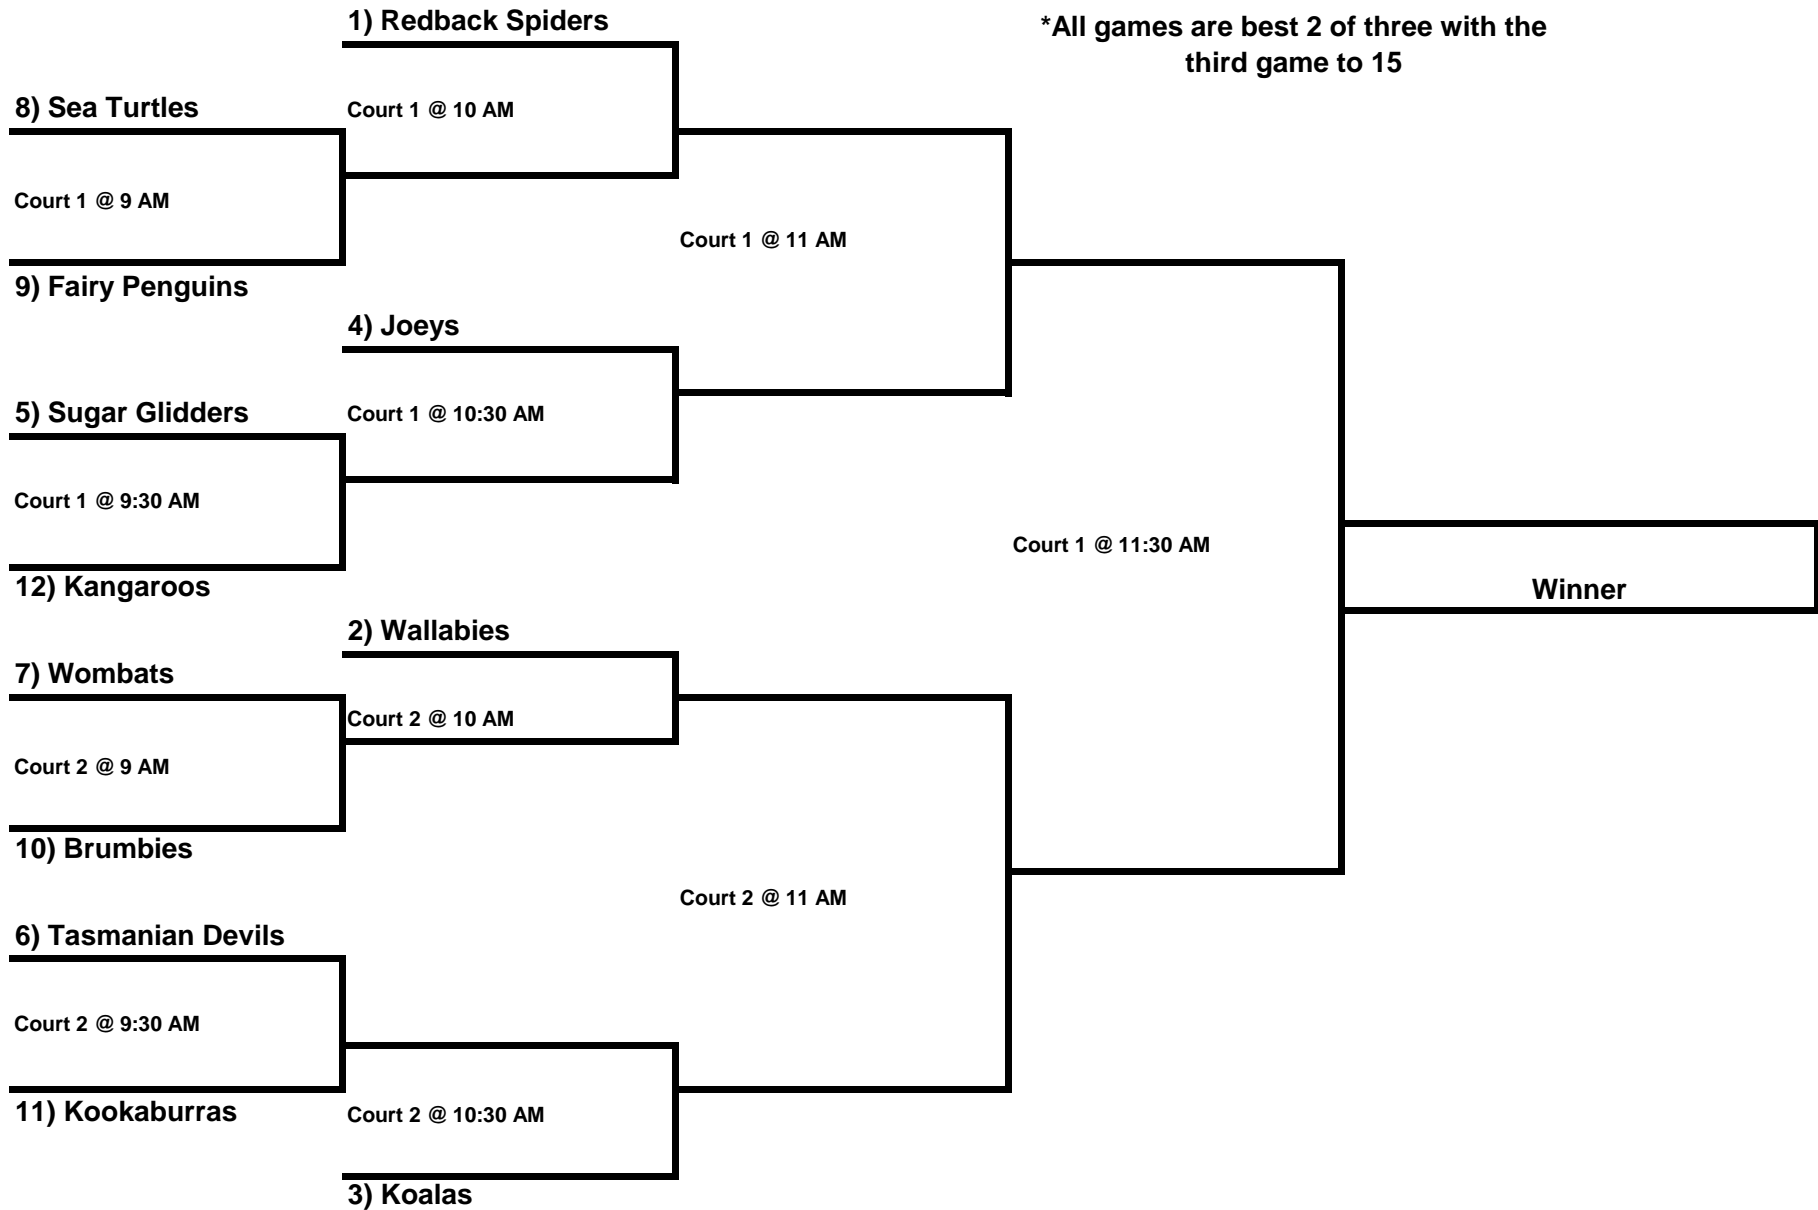 1) Redback Spiders
*All games are best 2 of three with the
third game to 15
8) Sea Turtles
Court 1 @ 10 AM
Court 1 @ 9 AM
Court 1 @ 11 AM
9) Fairy Penguins
4) Joeys
5) Sugar Glidders
Court 1 @ 10:30 AM
Court 1 @ 9:30 AM
Court 1 @ 11:30 AM
12) Kangaroos
Winner
2) Wallabies
7) Wombats
Court 2 @ 10 AM
Court 2 @ 9 AM
10) Brumbies
Court 2 @ 11 AM
6) Tasmanian Devils
Court 2 @ 9:30 AM
11) Kookaburras
Court 2 @ 10:30 AM
3) Koalas